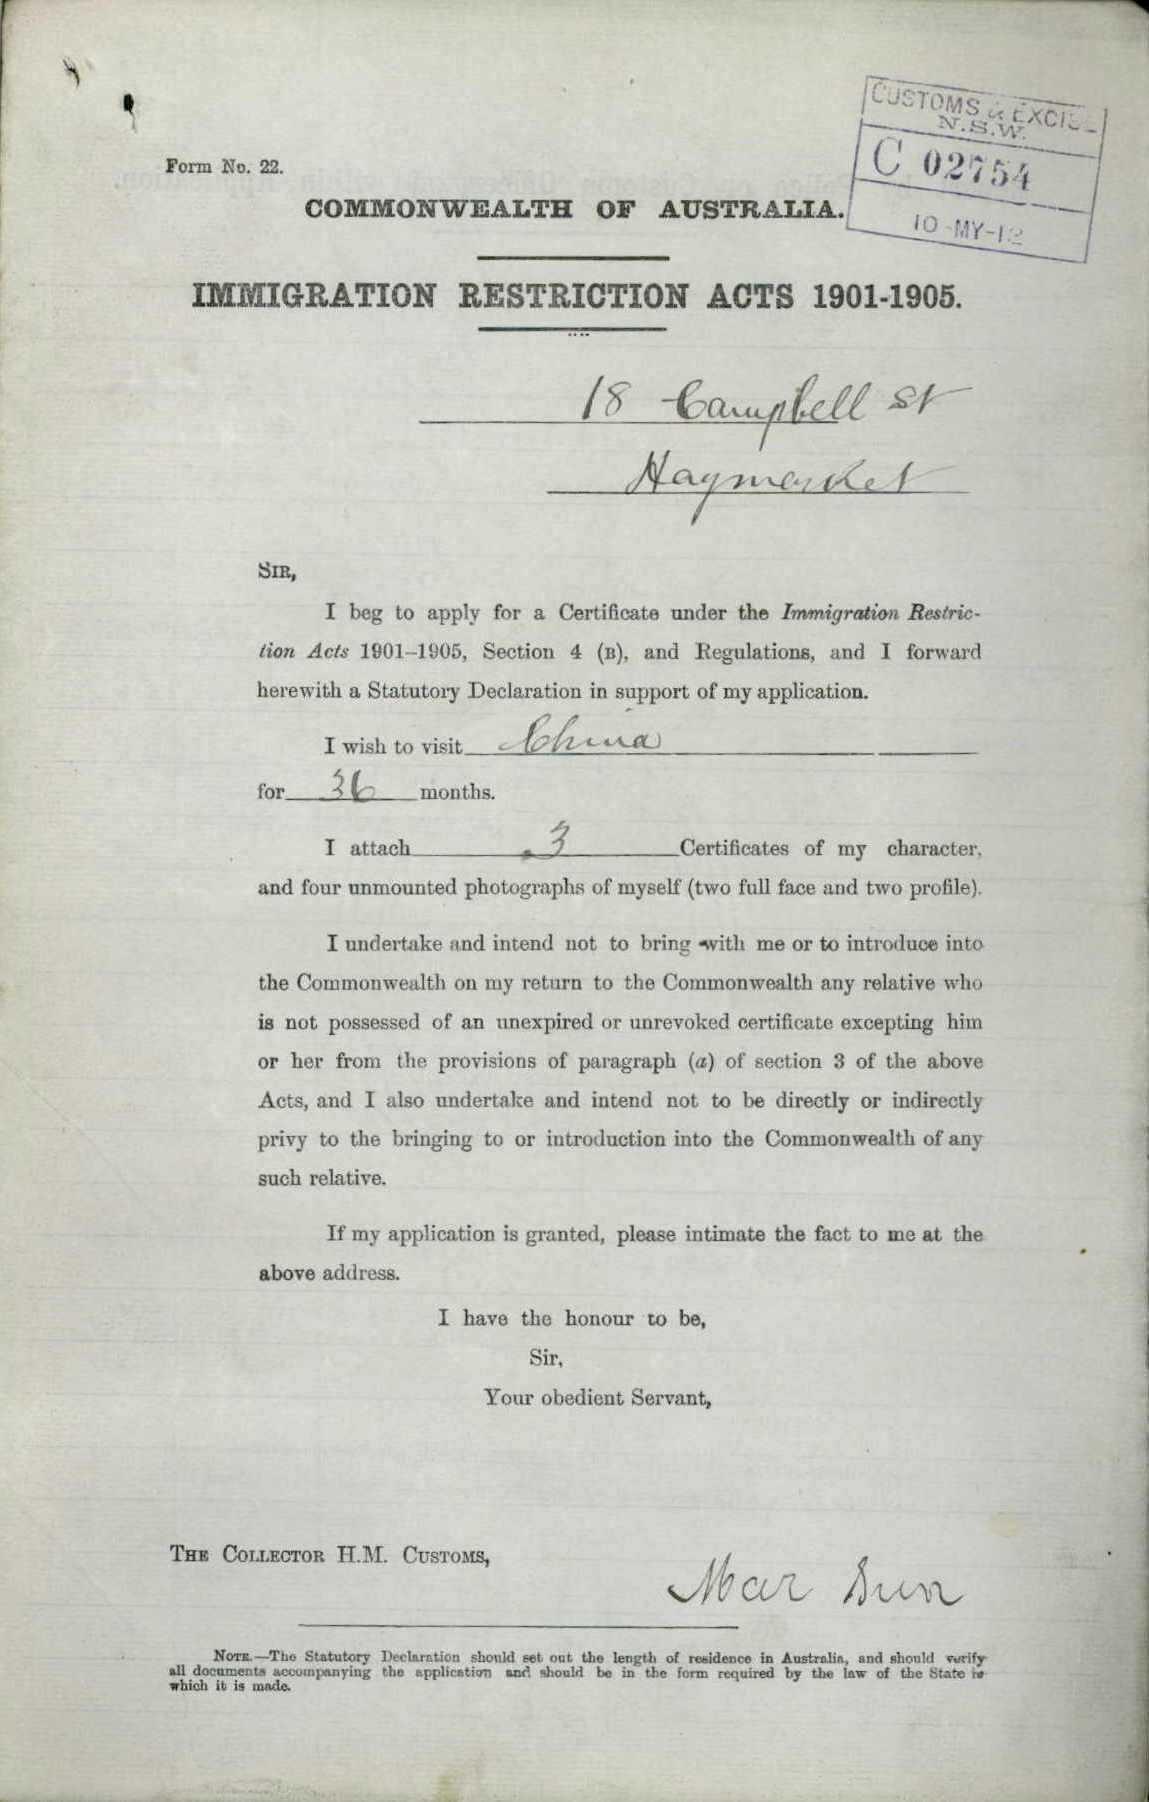 CUSTOMS & EXCISE
N.S.W.
C 02754
10-MY-12
Form No. 22.
COMMONWEALTH OF AUSTRALIA.
IMMIGRATION RESTRICTION ACTS 1901-1905.
18 Campbell St
Haymarket
SIR,
I beg to apply for a Certificate under the Immigration Restric-
tion Acts 1901–1905, Section 4 (B), and Regulations, and I forward
herewith a Statutory Declaration in support of my application.
I wish to visit China
for 36 months.
I attach 3 Certificates of my character,
and four unmounted photographs of myself (two full face and two profile).
I undertake and intend not to bring with me or to introduce into
the Commonwealth on my return to the Commonwealth any relative who
is not possessed of an unexpired or unrevoked certificate excepting him
or her from the provisions of paragraph (a) of section 3 of the above
Acts, and I also undertake and intend not to be directly or indirectly
privy to the bringing to or introduction into the Commonwealth of any
such relative.
If my application is granted, please intimate the fact to me at the
above address.
I have the honour to be,
Sir,
Your obedient Servant,
THE COLLECTOR H.M. CUSTOMS,
Mar Sun
NOTE.—The Statutory Declaration should set out the length of residence in Australia, and should verify
all documents accompanying the application and should be in the form required by the law of the State in
which it is made.